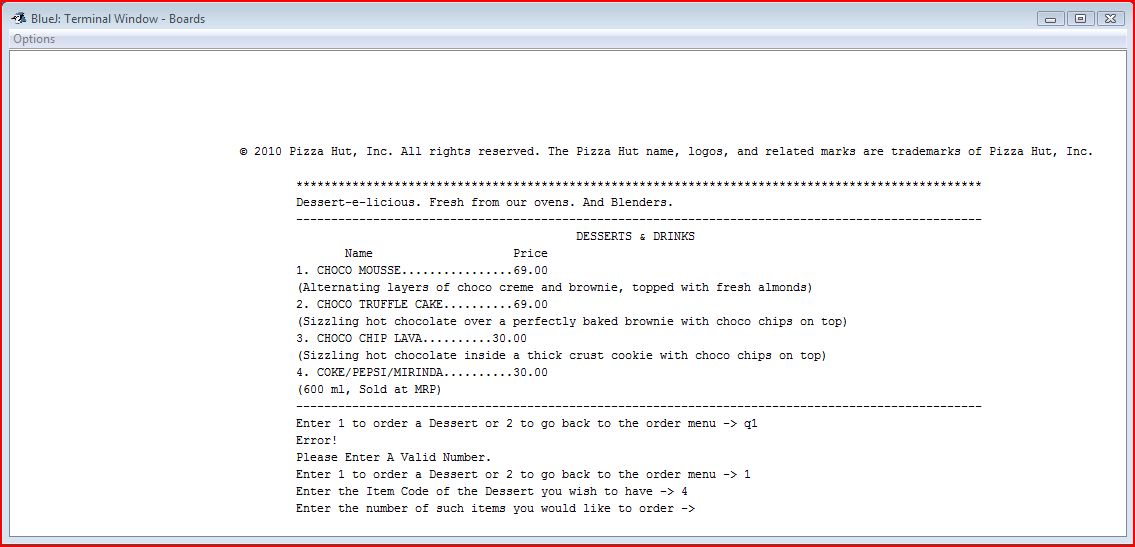 BlueJ: Terminal Window - Boards
Options
© 2010 Pizza Hut, Inc. All rights reserved. The Pizza Hut name, logos, and related marks are trademarks of Pizza Hut, Inc.
**************************************************************************************************
Dessert-e-licious. Fresh from our ovens. And Blenders.
--------------------------------------------------------------------------------------------------
DESSERTS & DRINKS
Name Price
1. CHOCO MOUSSE................69.00
(Alternating layers of choco creme and brownie, topped with fresh almonds)
2. CHOCO TRUFFLE CAKE..........69.00
(Sizzling hot chocolate over a perfectly baked brownie with choco chips on top)
3. CHOCO CHIP LAVA..........30.00
(Sizzling hot chocolate inside a thick crust cookie with choco chips on top)
4. COKE/PEPSI/MIRINDA..........30.00
(600 ml, Sold at MRP)
--------------------------------------------------------------------------------------------------
Enter 1 to order a Dessert or 2 to go back to the order menu -> q1
Error!
Please Enter A Valid Number.
Enter 1 to order a Dessert or 2 to go back to the order menu -> 1
Enter the Item Code of the Dessert you wish to have -> 4
Enter the number of such items you would like to order ->